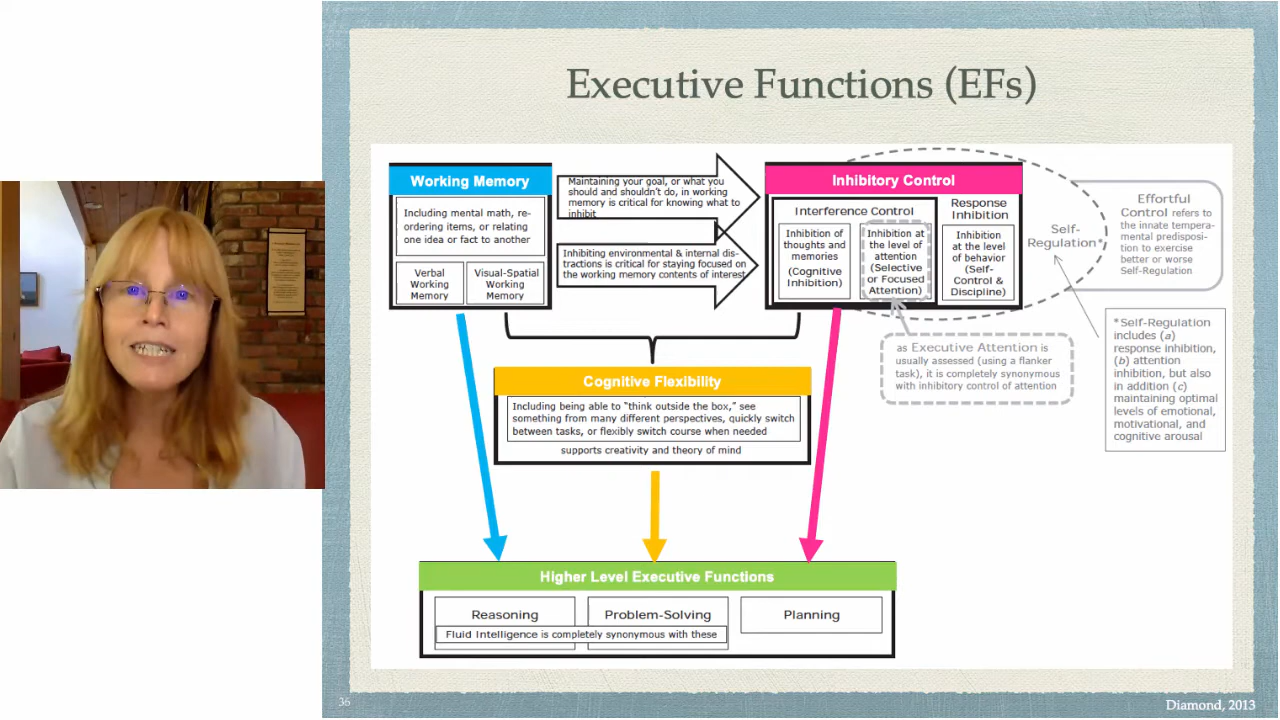 Executive Functions (EFs)
Working Memory
Including mental math, re-
ordering items, or relating
one idea or fact to another
Verbal
Working
Memory
Visual-Spatial
Working
Memory
Maintaining your goal, or what you
should and shouldn't do, in working
memory is critical for knowing what to
inhibit
Inhibiting environmental & internal dis-
tractions is critical for staying focused on
the working memory contents of interest
Inhibitory Control
Interference Control
Inhibition of
thoughts and
memories
(Cognitive
Inhibition)
Inhibition at
the level of
attention
(Selective
or Focused
Attention)
Response
Inhibition
Inhibition
at the level
of behavior
(Self-
Control &
Discipline)
Self-
Regulation*
Effortful
Control refers to
the innate tempera-
mental predisposi-
tion to exercise
better or worse
Self-Regulation
as Executive Attention is
usually assessed (using a flanker
task), it is completely synonymous
with inhibitory control of attention
*Self-Regulation
includes (a)
response inhibition,
(b) attention
inhibition, but also
in addition (c)
maintaining optimal
levels of emotional,
motivational, and
cognitive arousal
Cognitive Flexibility
Including being able to "think outside the box," see
something from many different perspectives, quickly switch
between tasks, or flexibly switch course when needed
supports creativity and theory of mind
Higher Level Executive Functions
Reasoning
Problem-Solving
Planning
Fluid Intelligence is completely synonymous with these
Diamond, 2013